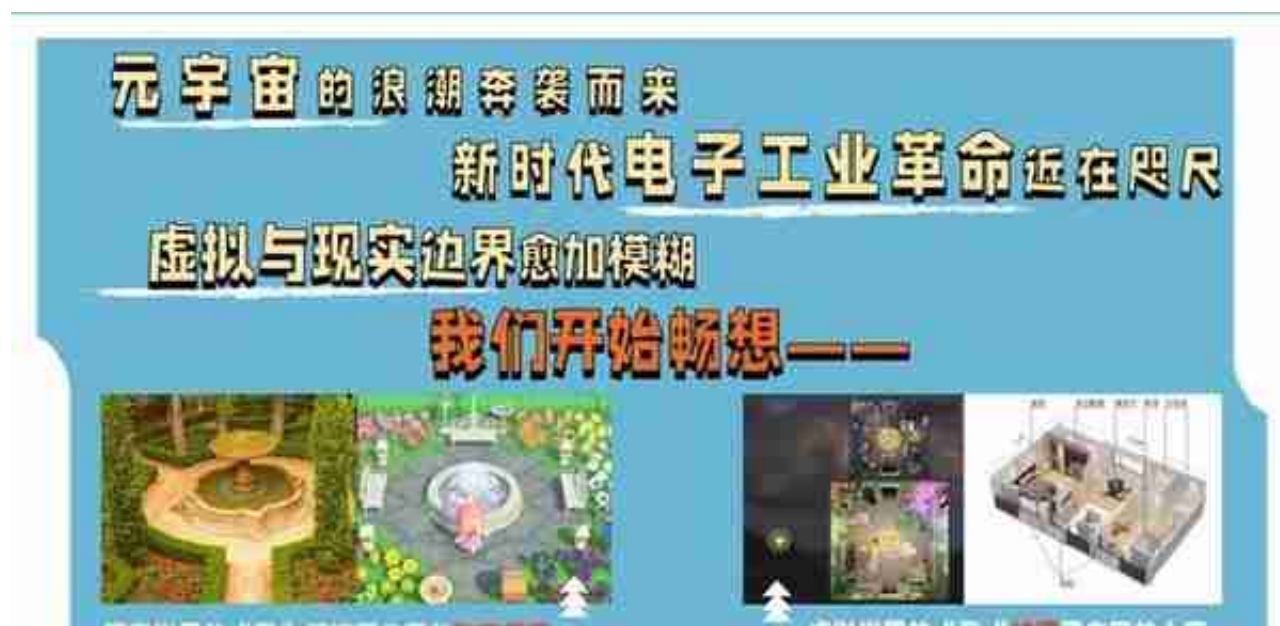 元宇宙的浪潮奔袭而来
新时代电子工业革命近在咫尺
虚拟与现实边界愈加模糊
我们开始畅想——